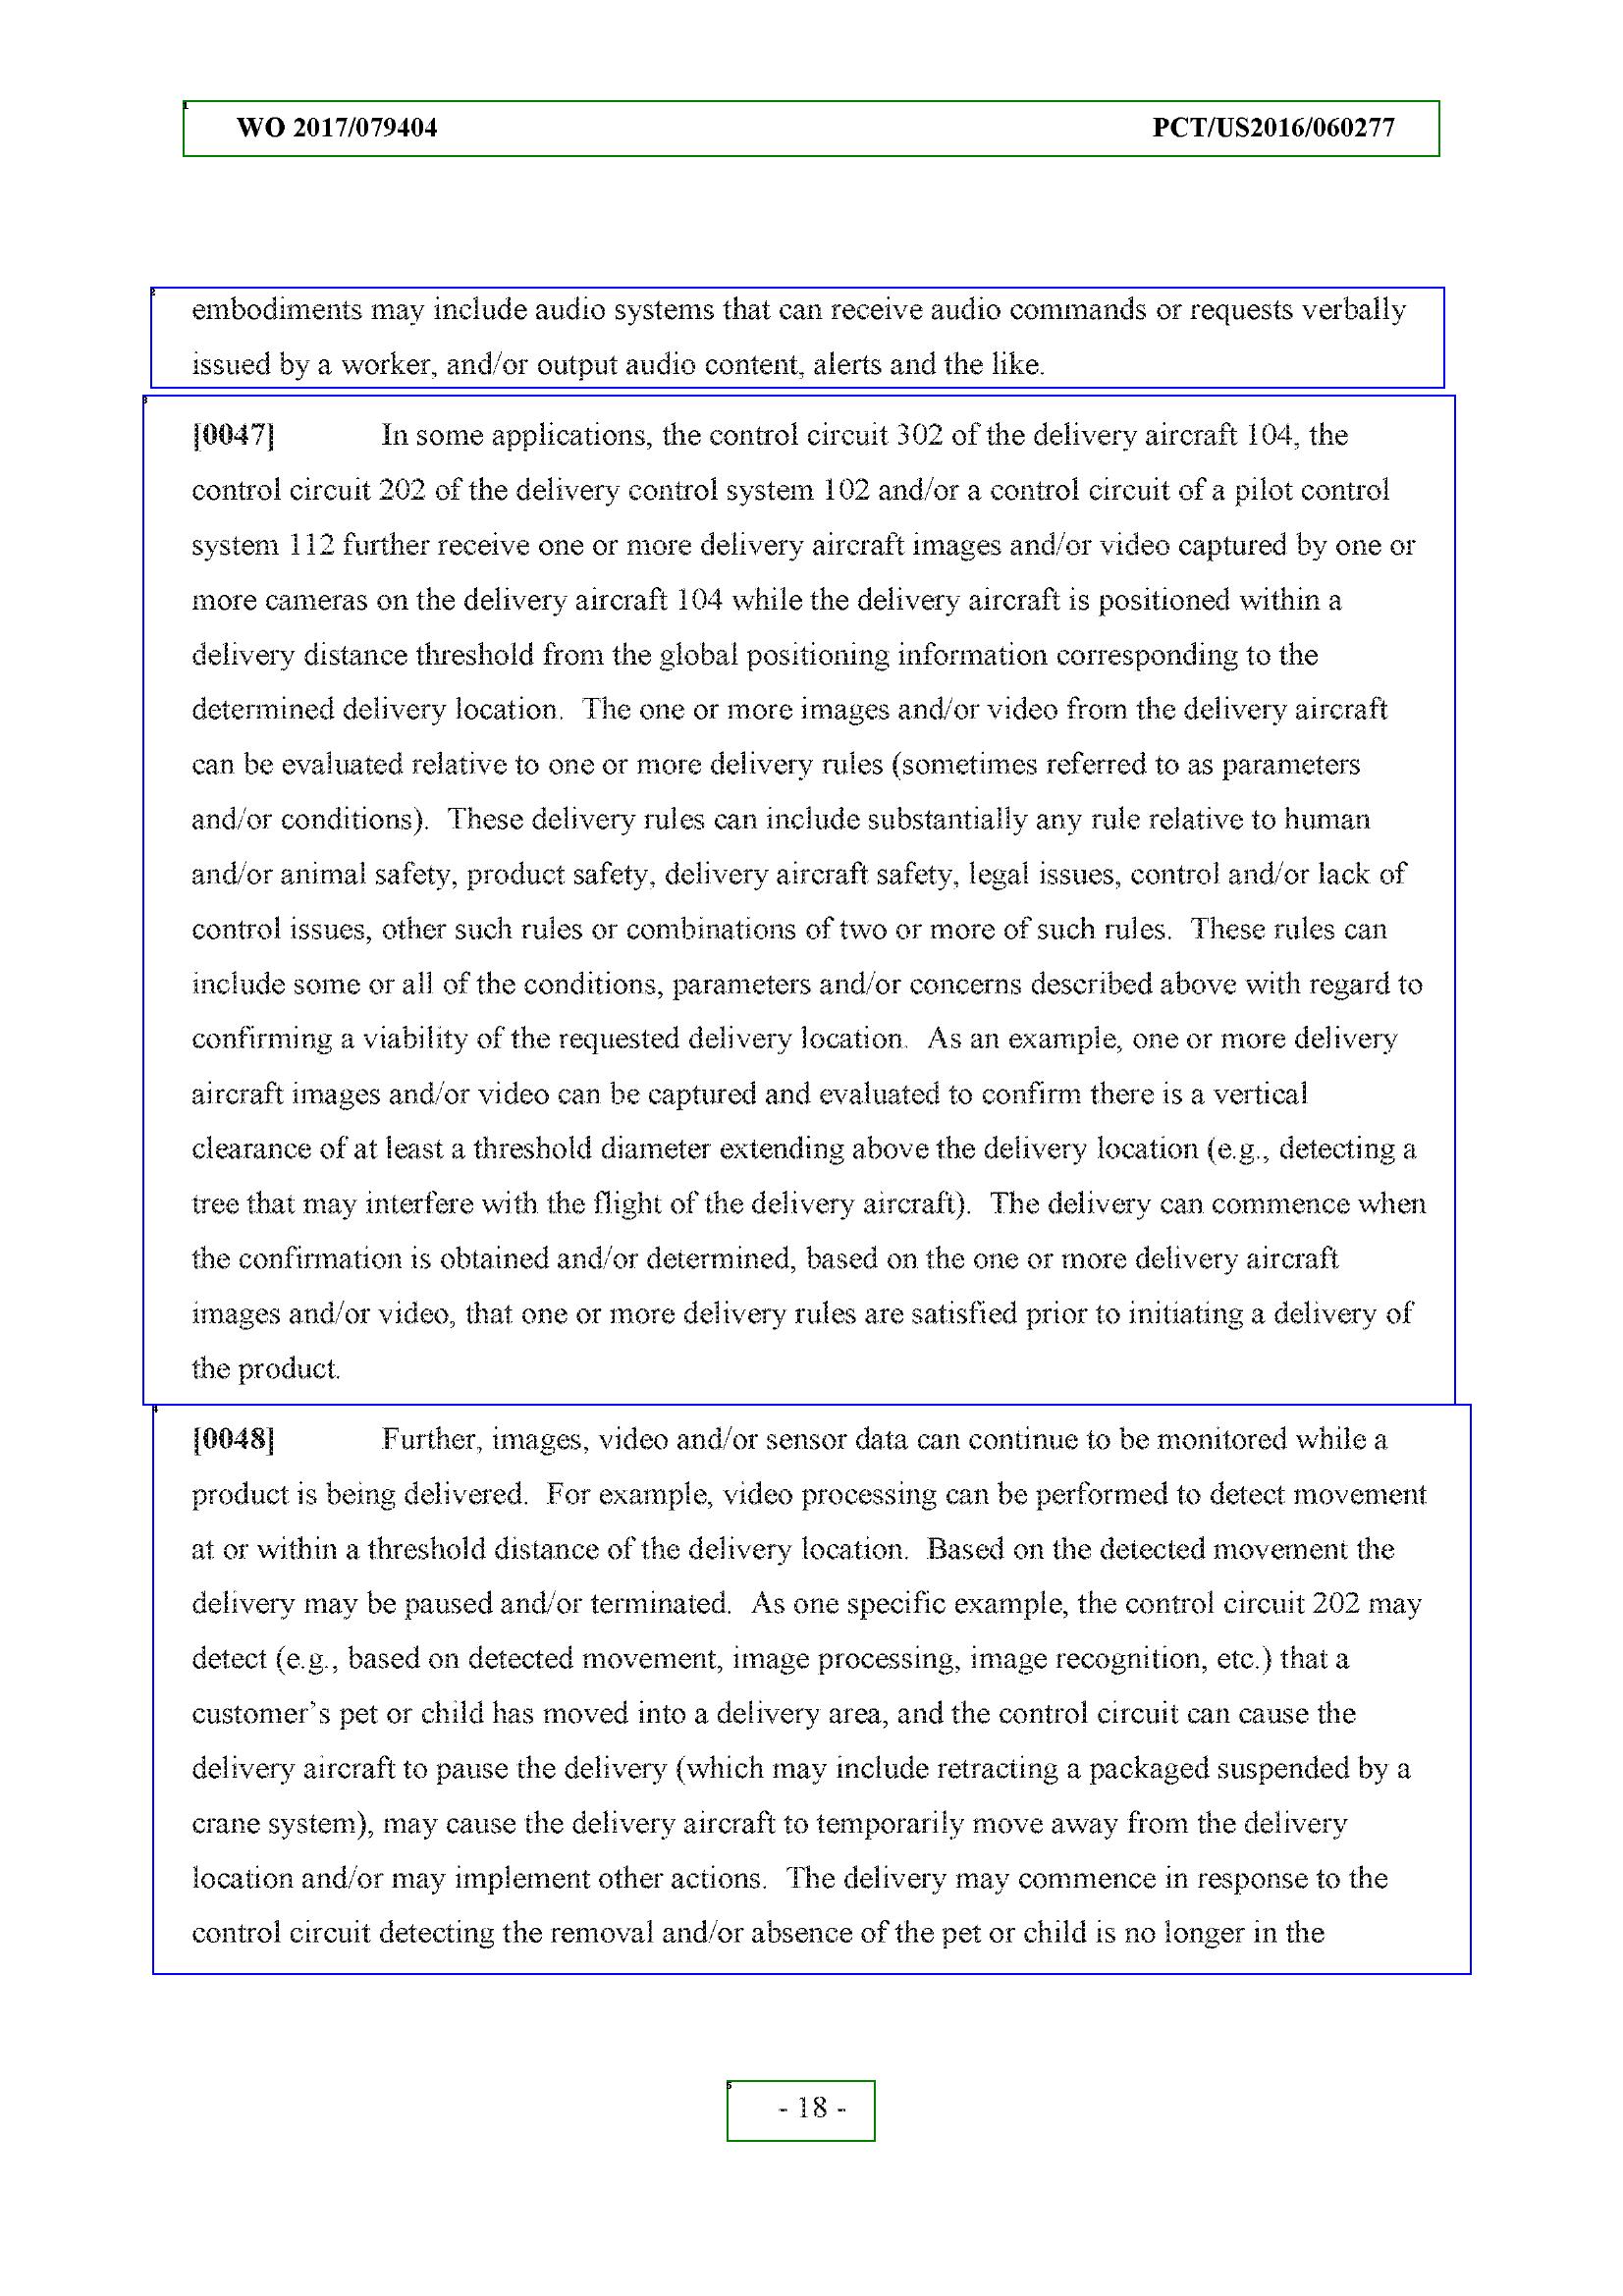 WO 2017/079404 PCT/US2016/060277
embodiments may include audio systems that can receive audio commands or requests verbally
issued by a worker, and/or output audio content, alerts and the like.
[0047] In some applications, the control circuit 302 of the delivery aircraft 104, the
control circuit 202 of the delivery control system 102 and/or a control circuit of a pilot control
system 112 further receive one or more delivery aircraft images and/or video captured by one or
more cameras on the delivery aircraft 104 while the delivery aircraft is positioned within a
delivery distance threshold from the global positioning information corresponding to the
determined delivery location. The one or more images and/or video from the delivery aircraft
can be evaluated relative to one or more delivery rules (sometimes referred to as parameters
and/or conditions). These delivery rules can include substantially any rule relative to human
and/or animal safety, product safety, delivery aircraft safety, legal issues, control and/or lack of
control issues, other such rules or combinations of two or more of such rules. These rules can
include some or all of the conditions, parameters and/or concerns described above with regard to
confirming a viability of the requested delivery location. As an example, one or more delivery
aircraft images and/or video can be captured and evaluated to confirm there is a vertical
clearance of at least a threshold diameter extending above the delivery location (e.g., detecting a
tree that may interfere with the flight of the delivery aircraft). The delivery can commence when
the confirmation is obtained and/or determined, based on the one or more delivery aircraft
images and/or video, that one or more delivery rules are satisfied prior to initiating a delivery of
the product.
[0048] Further, images, video and/or sensor data can continue to be monitored while a
product is being delivered. For example, video processing can be performed to detect movement
at or within a threshold distance of the delivery location. Based on the detected movement the
delivery may be paused and/or terminated. As one specific example, the control circuit 202 may
detect (e.g., based on detected movement, image processing, image recognition, etc.) that a
customer's pet or child has moved into a delivery area, and the control circuit can cause the
delivery aircraft to pause the delivery (which may include retracting a packaged suspended by a
crane system), may cause the delivery aircraft to temporarily move away from the delivery
location and/or may implement other actions. The delivery may commence in response to the
control circuit detecting the removal and/or absence of the pet or child is no longer in the
- 18 -